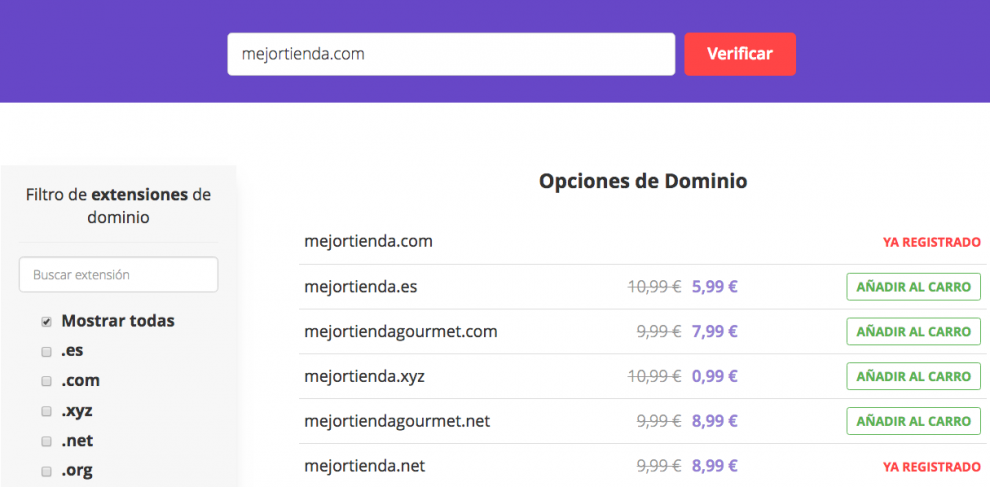 mejortienda.com
Verificar
Filtro de extensiones de
dominio
Buscar extensión
Mostrar todas
.es
.com
.xyz
.net
.org
Opciones de Dominio
mejortienda.com YA REGISTRADO
mejortienda.es 10,99 € 5,99 € AÑADIR AL CARRO
mejortiendagourmet.com 9,99 € 7,99 € AÑADIR AL CARRO
mejortienda.xyz 10,99 € 0,99 € AÑADIR AL CARRO
mejortiendagourmet.net 9,99 € 8,99 € AÑADIR AL CARRO
mejortienda.net 9,99 € 8,99 € YA REGISTRADO